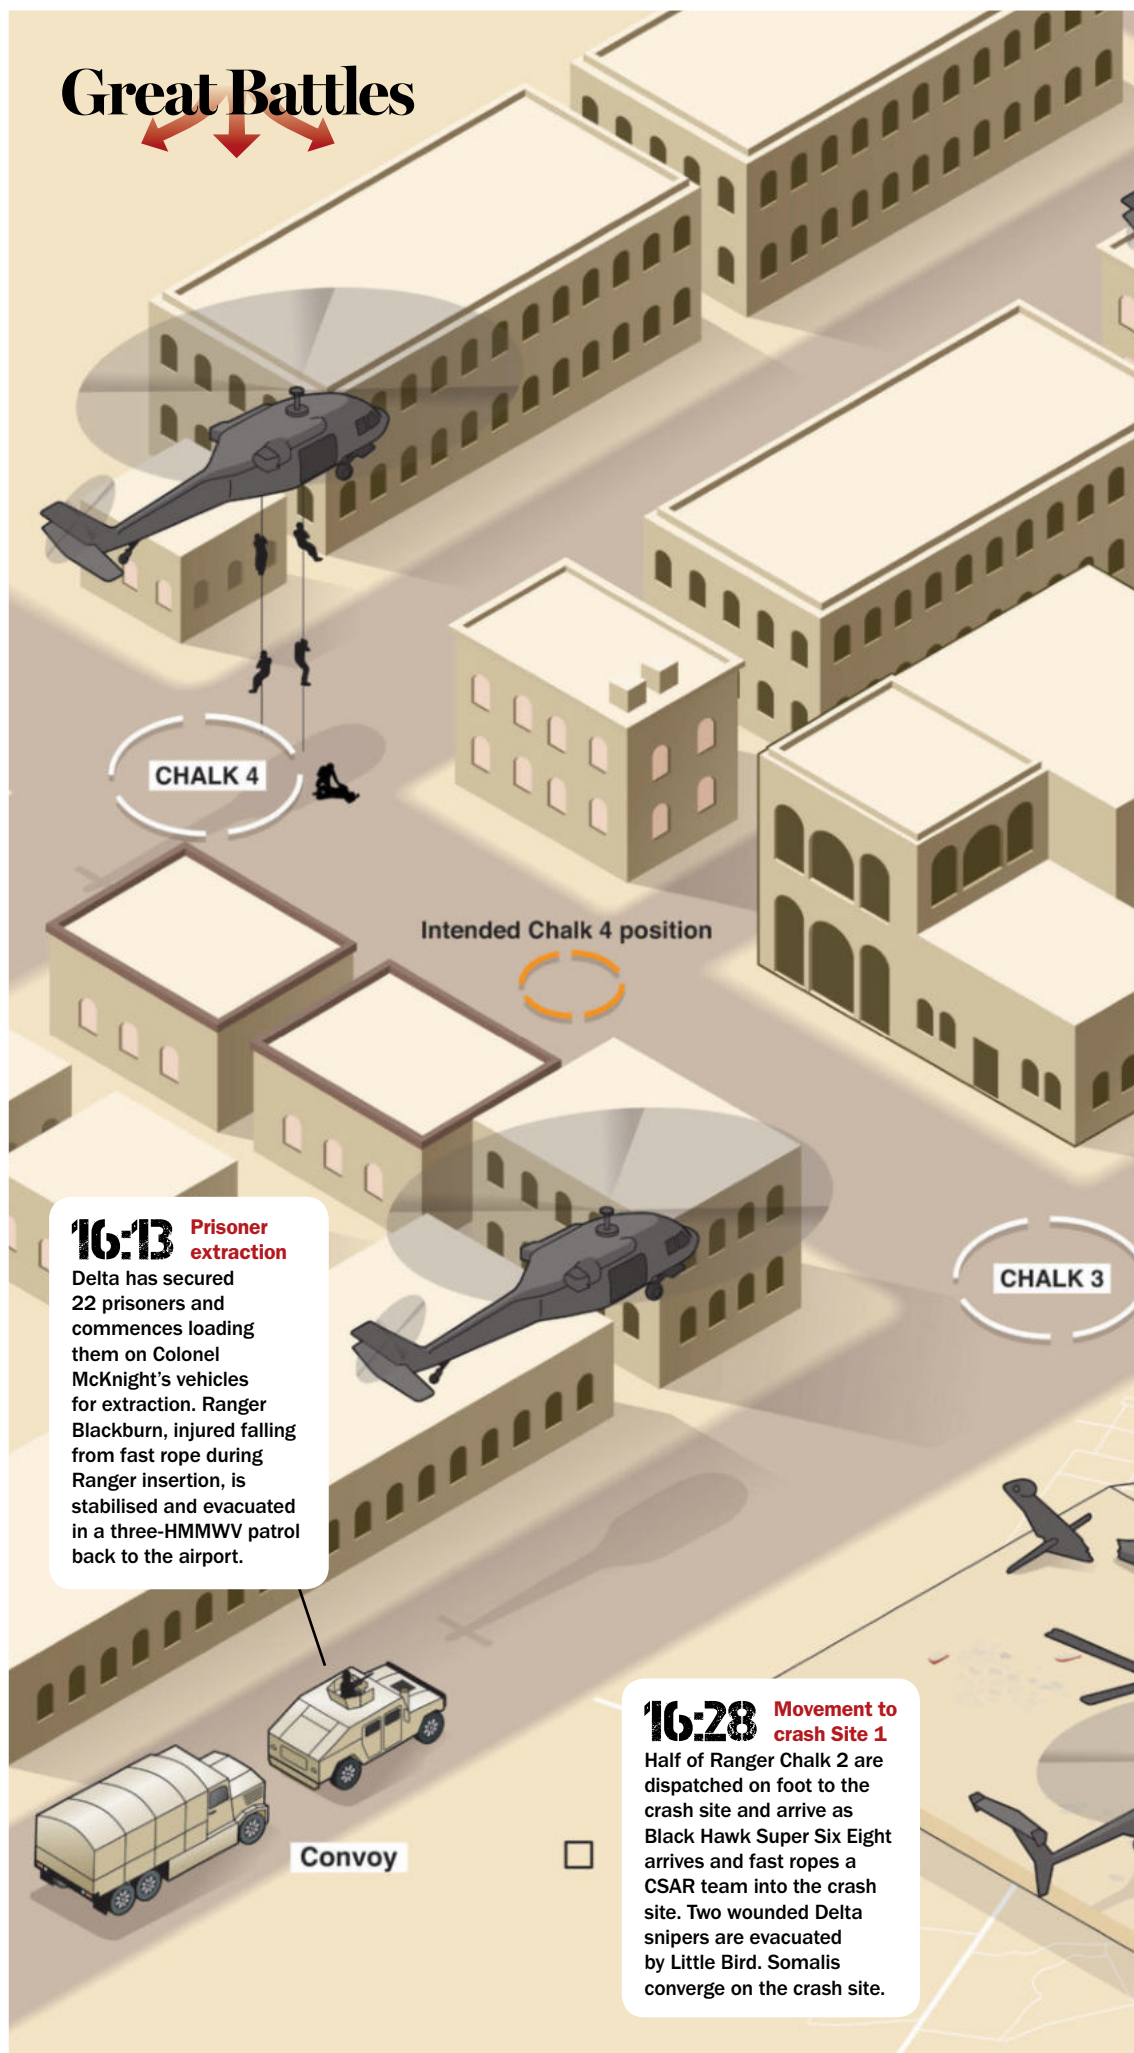 Great Battles
CHALK 4
Intended Chalk 4 position
16:13 Prisoner
extraction
Delta has secured
22 prisoners and
commences loading
them on Colonel
McKnight’s vehicles
for extraction. Ranger
Blackburn, injured falling
from fast rope during
Ranger insertion, is
stabilised and evacuated
in a three-HMMWV patrol
back to the airport.
CHALK 3
16:28 Movement to
crash Site 1
Half of Ranger Chalk 2 are
dispatched on foot to the
crash site and arrive as
Black Hawk Super Six Eight
arrives and fast ropes a
CSAR team into the crash
site. Two wounded Delta
snipers are evacuated
by Little Bird. Somalis
converge on the crash site.
Convoy